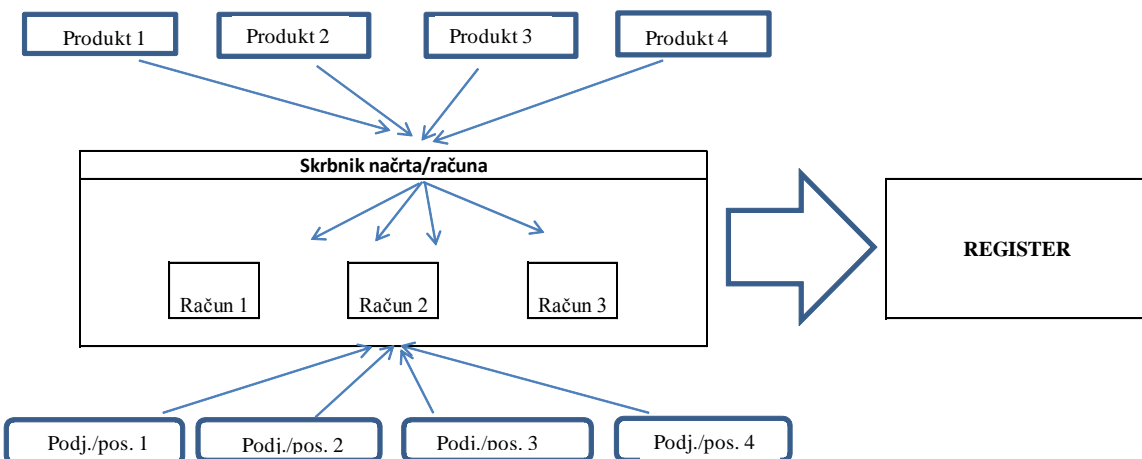 Produkt 1
Produkt 2
Produkt 3
Produkt 4
Skrbnik načrta/računa
REGISTER
Račun 1
Račun 2
Račun 3
Podj./pos. 1
Podj./pos. 2
Podj./pos. 3
Podj./pos. 4